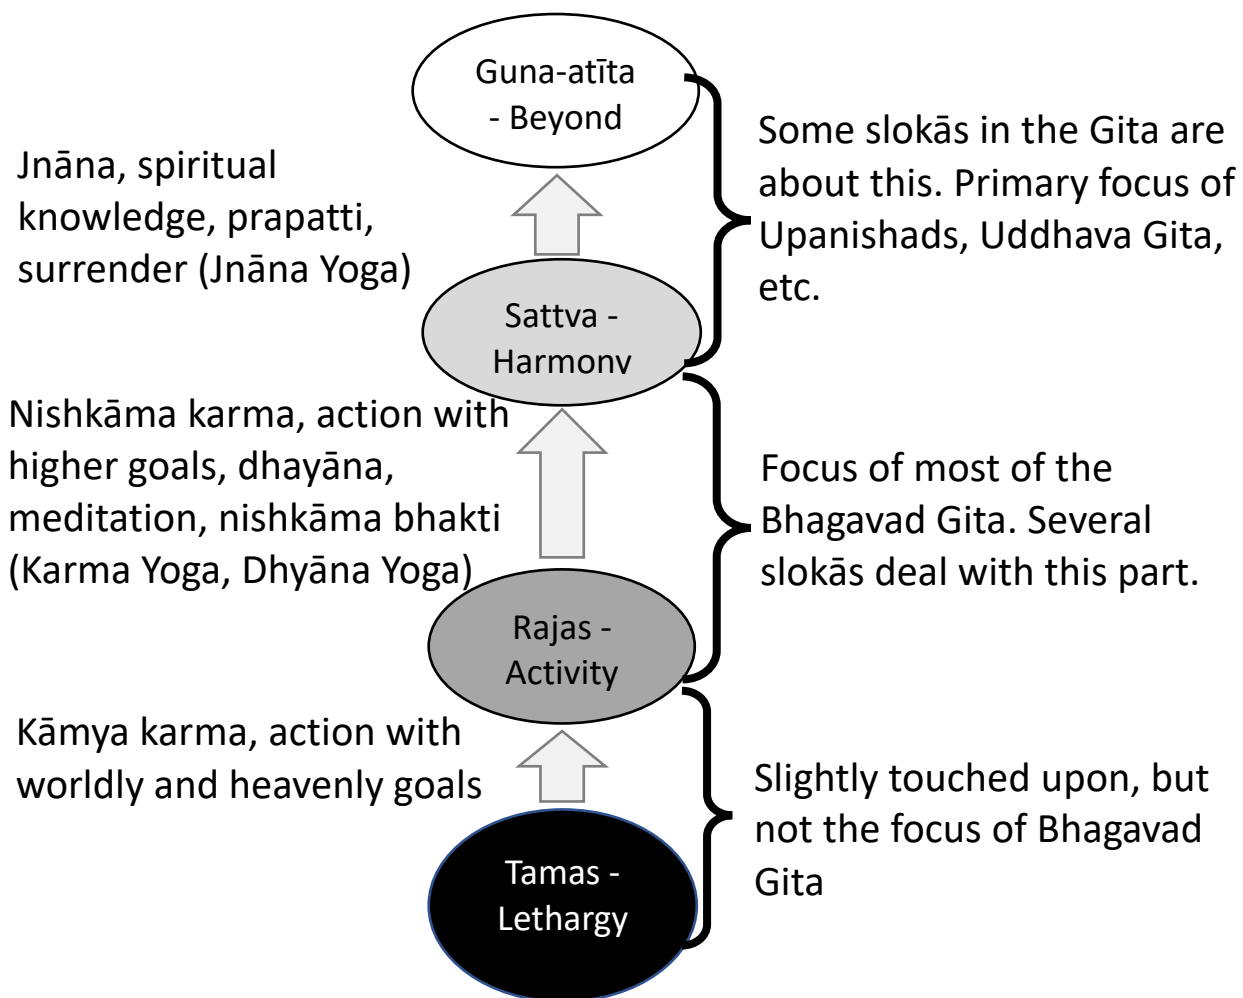 Guna-atīta
- Beyond
Some slokās in the Gita are
about this. Primary focus of
Upanishads, Uddhava Gita,
etc.
Jnāna, spiritual
knowledge, prapatti,
surrender (Jnāna Yoga)
Sattva -
Harmony
Nishkāma karma, action with
higher goals, dhayāna,
meditation, nishkāma bhakti
(Karma Yoga, Dhyāna Yoga)
Focus of most of the
Bhagavad Gita. Several
slokās deal with this part.
Rajas -
Activity
Kāmya karma, action with
worldly and heavenly goals
Slightly touched upon, but
not the focus of Bhagavad
Gita
Tamas -
Lethargy